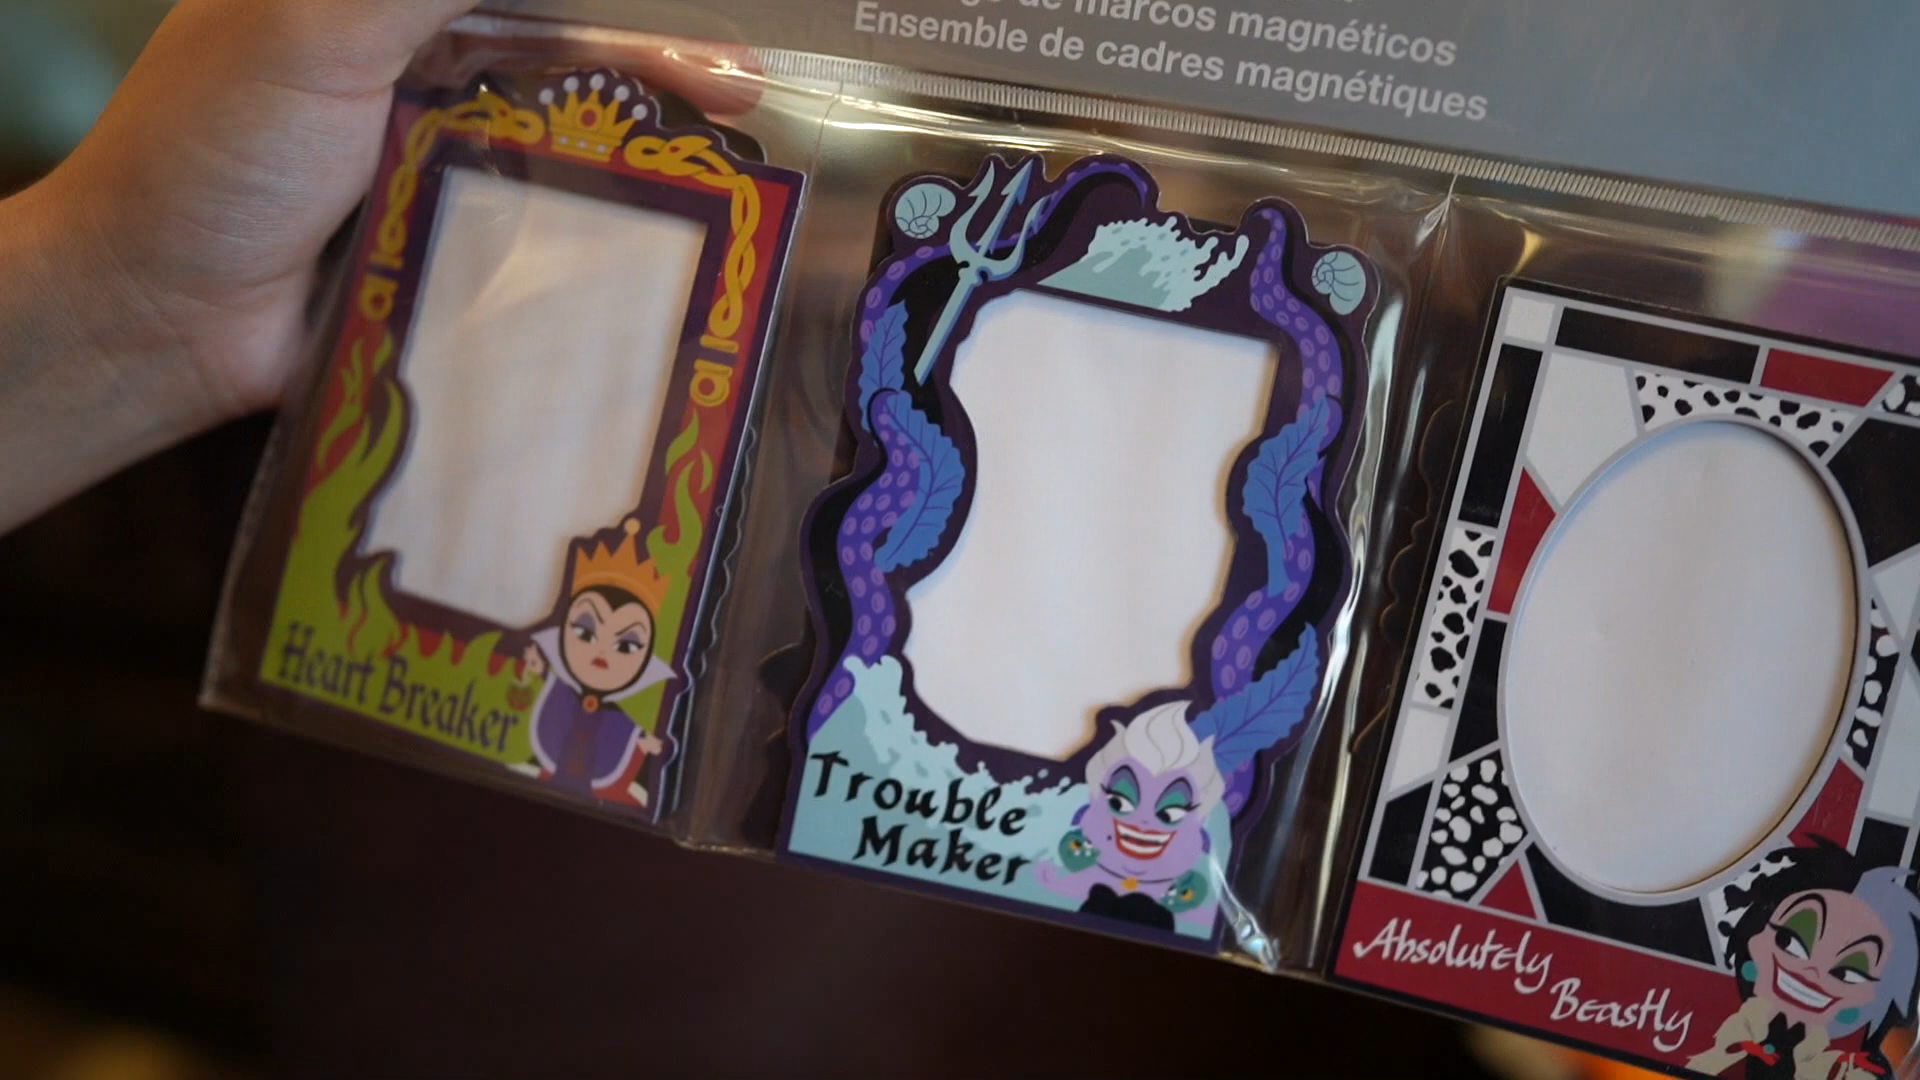 de marcos magnéticos
Ensemble de cadres magnétiques
Heart Breaker
Trouble
Maker
Absolutely
Beastly